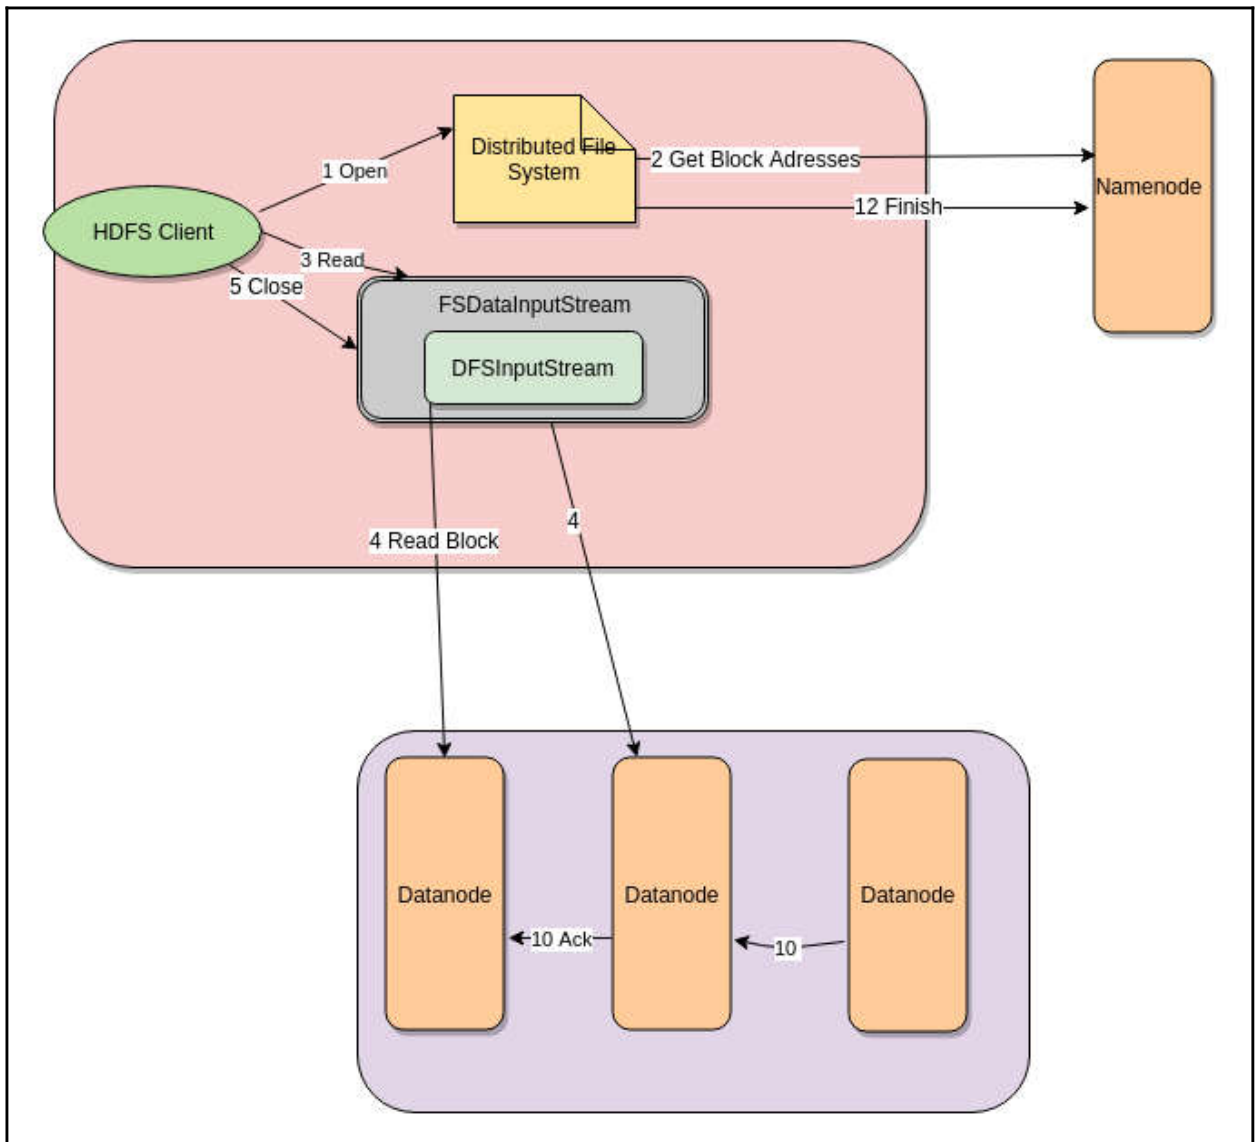 Distributed File
System
1 Open
2 Get Block Adresses
Namenode
12 Finish
HDFS Client
3 Read
5 Close
FSDataInputStream
DFSInputStream
4 Read Block
4
Datanode
Datanode
Datanode
10 Ack
10